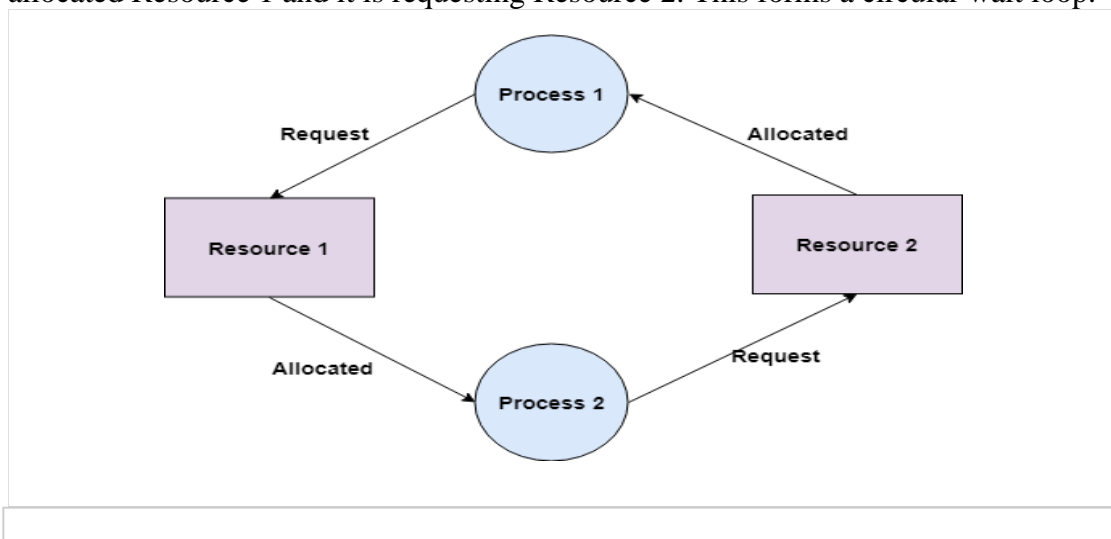 allocated Resource 1 and it is requesting Resource 2. This forms a circular wait loop.
Process 1
Request
Allocated
Resource 1
Resource 2
Allocated
Request
Process 2